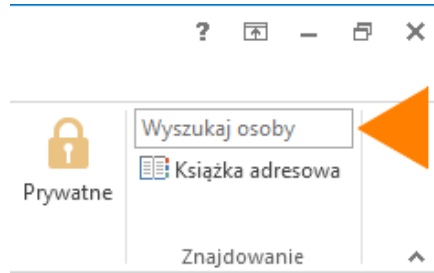 ?
Wyszukaj osoby
Książka adresowa
Prywatne
Znajdowanie